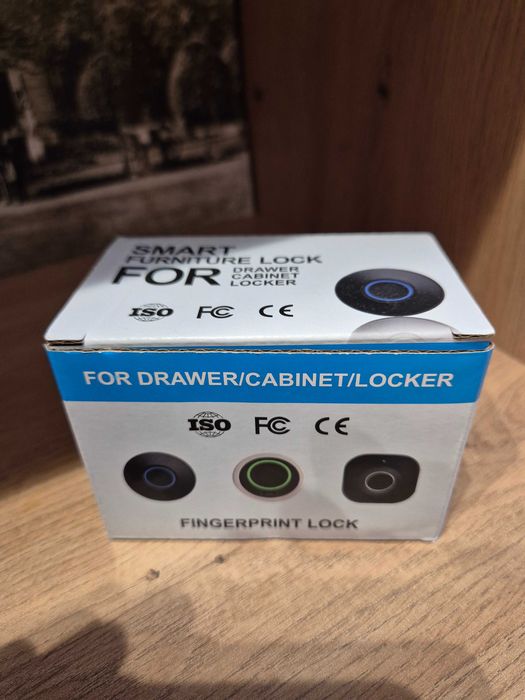 SMART
FURNITURE LOCK
FOR DRAWER
CABINET
LOCKER
ISO FC CE
FOR DRAWER/CABINET/LOCKER
ISO FC CE
FINGERPRINT LOCK